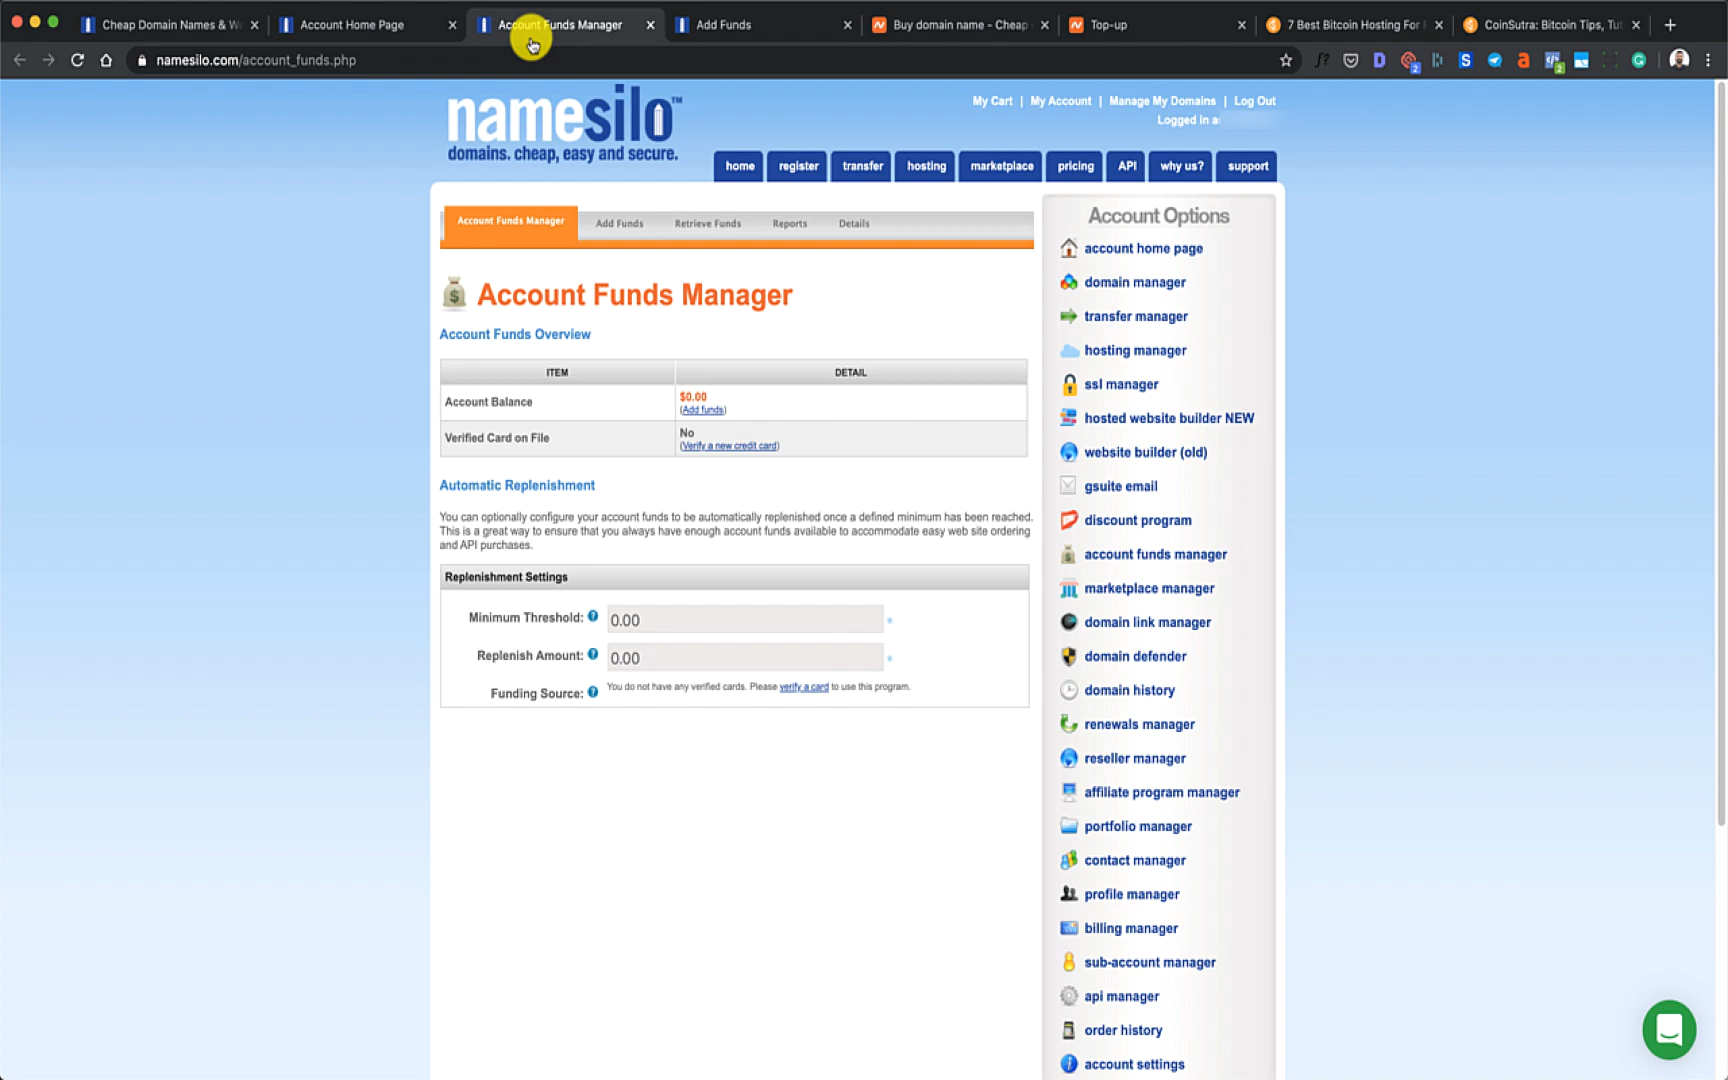 Cheap Domain Names & W
Account Home Page
Account Funds Manager
Add Funds
Buy domain name - Cheap
Top-up
7 Best Bitcoin Hosting For
CoinSutra: Bitcoin Tips, Tut
namesilo.com/account_funds.php
My Cart | My Account | Manage My Domains | Log Out
Logged in a
namesilo™
domains. cheap, easy and secure.
home
register
transfer
hosting
marketplace
pricing
API
why us?
support
Account Funds Manager
Add Funds
Retrieve Funds
Reports
Details
Account Funds Manager
Account Funds Overview
ITEM
DETAIL
Account Balance
$0.00
(Add funds)
Verified Card on File
No
(Verify a new credit card)
Automatic Replenishment
You can optionally configure your account funds to be automatically replenished once a defined minimum has been reached.
This is a great way to ensure that you always have enough account funds available to accommodate easy web site ordering
and API purchases.
Replenishment Settings
Minimum Threshold: ? 0.00 *
Replenish Amount: ? 0.00 *
Funding Source: ? You do not have any verified cards. Please verify a card to use this program.
Account Options
account home page
domain manager
transfer manager
hosting manager
ssl manager
hosted website builder NEW
website builder (old)
gsuite email
discount program
account funds manager
marketplace manager
domain link manager
domain defender
domain history
renewals manager
reseller manager
affiliate program manager
portfolio manager
contact manager
profile manager
billing manager
sub-account manager
api manager
order history
account settings